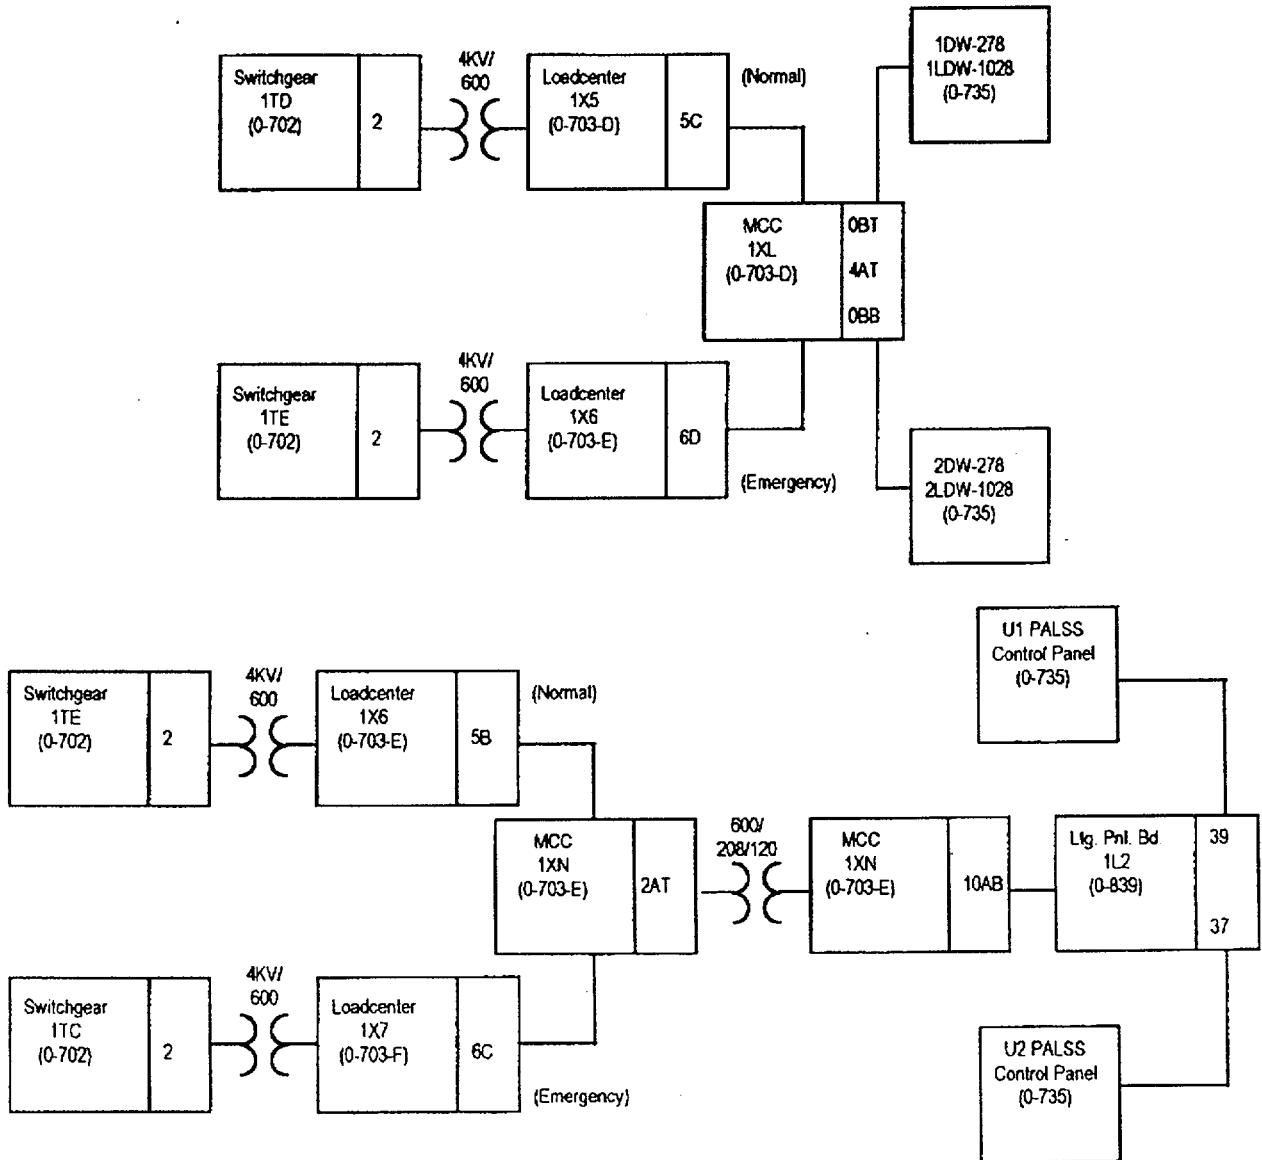 Switchgear
1TD
(0-702)
2
4KV/
600
Loadcenter
1X5
(0-703-D)
5C
(Normal)
1DW-278
1LDW-1028
(0-735)
MCC
1XL
(0-703-D)
0BT
4AT
0BB
Switchgear
1TE
(0-702)
2
4KV/
600
Loadcenter
1X6
(0-703-E)
6D
(Emergency)
2DW-278
2LDW-1028
(0-735)
U1 PALSS
Control Panel
(0-735)
Switchgear
1TE
(0-702)
2
4KV/
600
Loadcenter
1X6
(0-703-E)
5B
(Normal)
MCC
1XN
(0-703-E)
2AT
600/
208/120
MCC
1XN
(0-703-E)
10AB
Ltg. Pnl. Bd
1L2
(0-839)
39
37
Switchgear
1TC
(0-702)
2
4KV/
600
Loadcenter
1X7
(0-703-F)
6C
(Emergency)
U2 PALSS
Control Panel
(0-735)